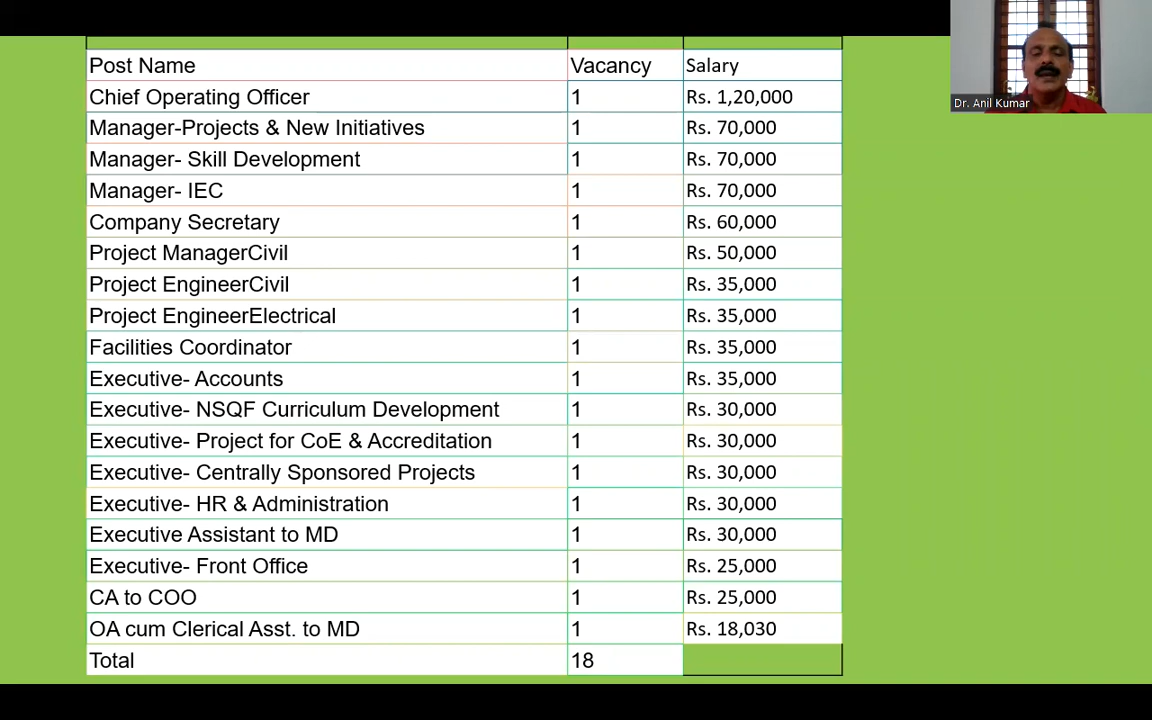 Post Name Vacancy Salary
Chief Operating Officer 1 Rs. 1,20,000
Manager-Projects & New Initiatives 1 Rs. 70,000
Manager- Skill Development 1 Rs. 70,000
Manager- IEC 1 Rs. 70,000
Company Secretary 1 Rs. 60,000
Project ManagerCivil 1 Rs. 50,000
Project EngineerCivil 1 Rs. 35,000
Project EngineerElectrical 1 Rs. 35,000
Facilities Coordinator 1 Rs. 35,000
Executive- Accounts 1 Rs. 35,000
Executive- NSQF Curriculum Development 1 Rs. 30,000
Executive- Project for CoE & Accreditation 1 Rs. 30,000
Executive- Centrally Sponsored Projects 1 Rs. 30,000
Executive- HR & Administration 1 Rs. 30,000
Executive Assistant to MD 1 Rs. 30,000
Executive- Front Office 1 Rs. 25,000
CA to COO 1 Rs. 25,000
OA cum Clerical Asst. to MD 1 Rs. 18,030
Total 18
Dr. Anil Kumar